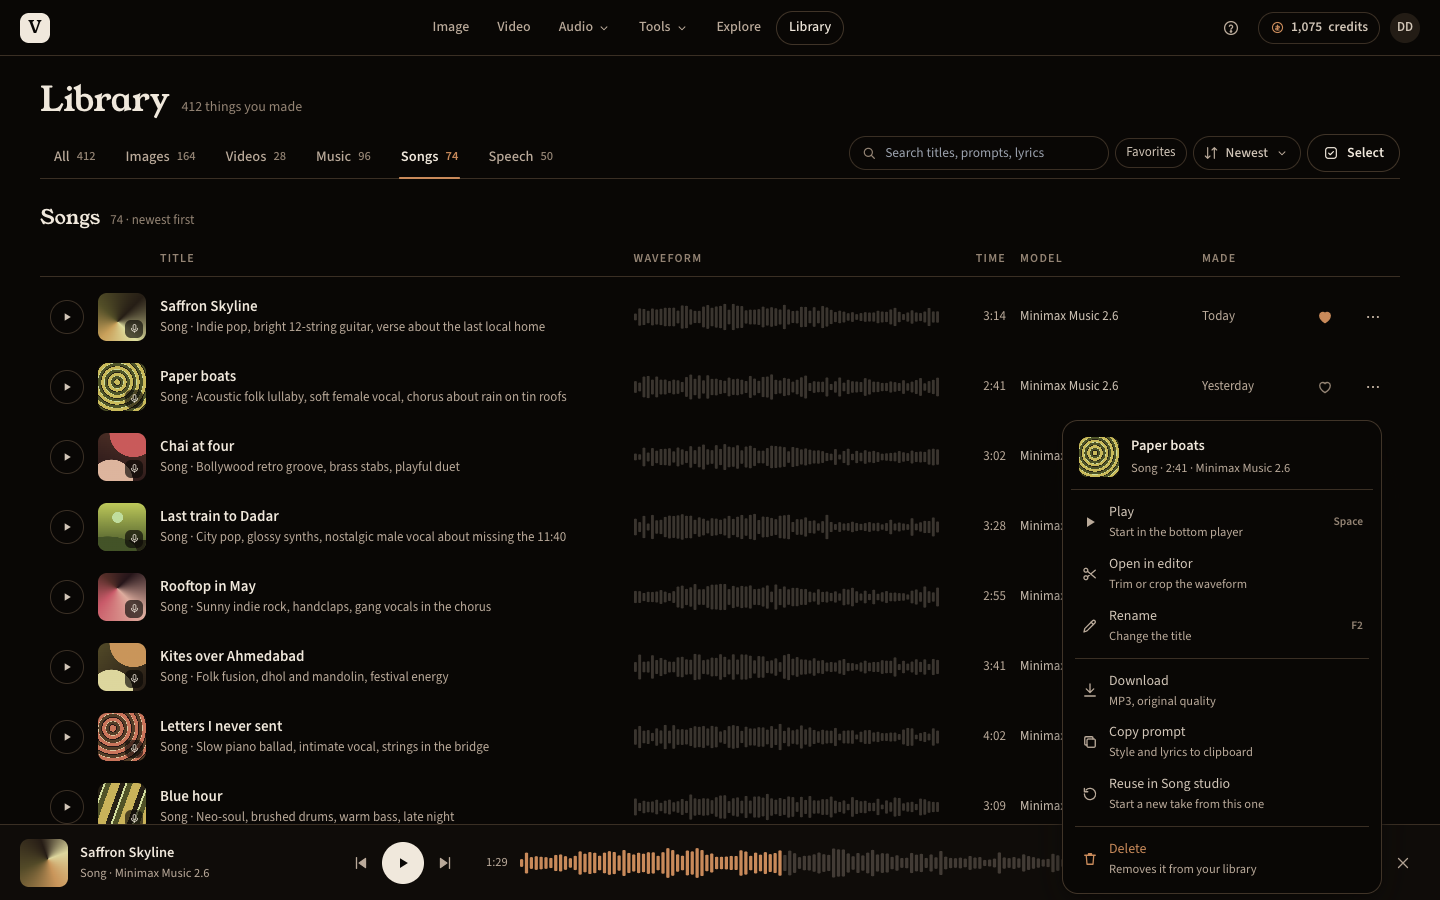 V Image Video Audio Tools Explore Library 1,075 credits DD
Library 412 things you made
All 412 Images 164 Videos 28 Music 96 Songs 74 Speech 50 Search titles, prompts, lyrics Favorites Newest Select
Songs 74 · newest first
TITLE WAVEFORM TIME MODEL MADE
Saffron Skyline
Song · Indie pop, bright 12-string guitar, verse about the last local home
3:14 Minimax Music 2.6 Today
Paper boats
Song · Acoustic folk lullaby, soft female vocal, chorus about rain on tin roofs
2:41 Minimax Music 2.6 Yesterday
Chai at four
Song · Bollywood retro groove, brass stabs, playful duet
3:02 Minima
Last train to Dadar
Song · City pop, glossy synths, nostalgic male vocal about missing the 11:40
3:28 Minima
Rooftop in May
Song · Sunny indie rock, handclaps, gang vocals in the chorus
2:55 Minima
Kites over Ahmedabad
Song · Folk fusion, dhol and mandolin, festival energy
3:41 Minima
Letters I never sent
Song · Slow piano ballad, intimate vocal, strings in the bridge
4:02 Minima
Blue hour
Song · Neo-soul, brushed drums, warm bass, late night
3:09 Minima
Paper boats
Song · 2:41 · Minimax Music 2.6
Play
Start in the bottom player
Space
Open in editor
Trim or crop the waveform
Rename
Change the title
F2
Download
MP3, original quality
Copy prompt
Style and lyrics to clipboard
Reuse in Song studio
Start a new take from this one
Delete
Removes it from your library
Saffron Skyline
Song · Minimax Music 2.6
1:29